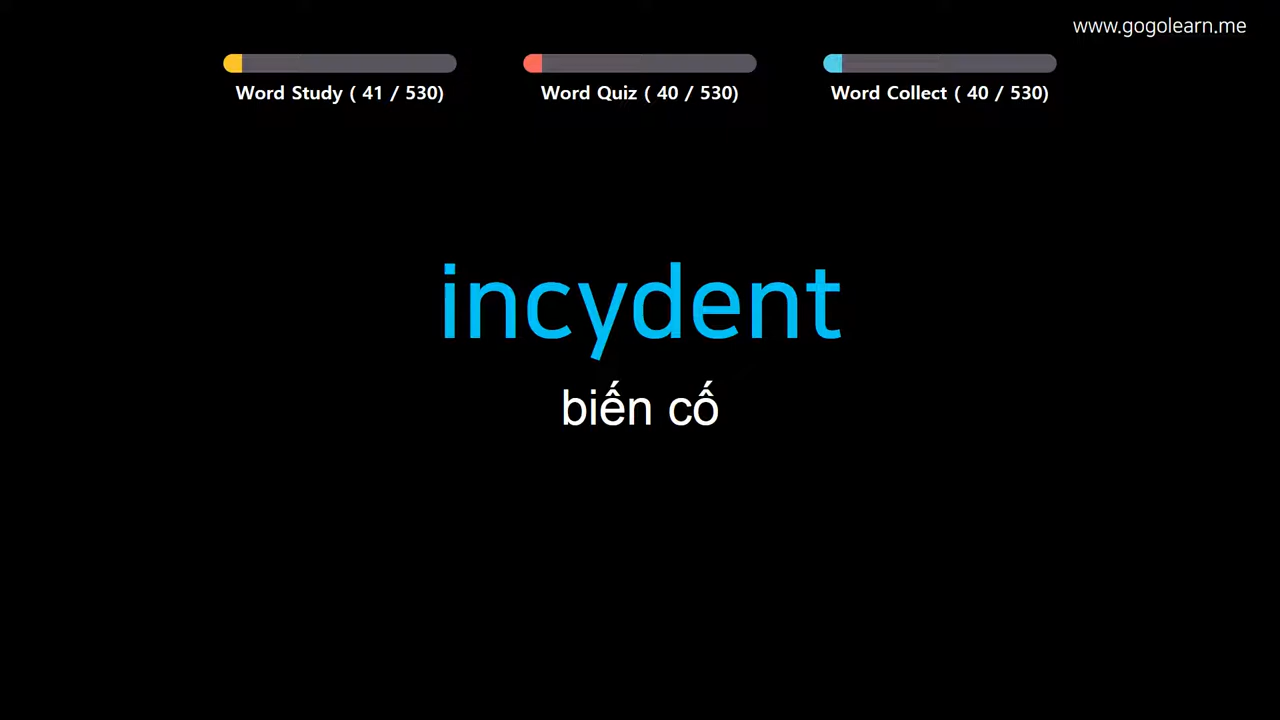 www.gogolearn.me
Word Study ( 41 / 530)
Word Quiz ( 40 / 530)
Word Collect ( 40 / 530)
incydent
biến cố